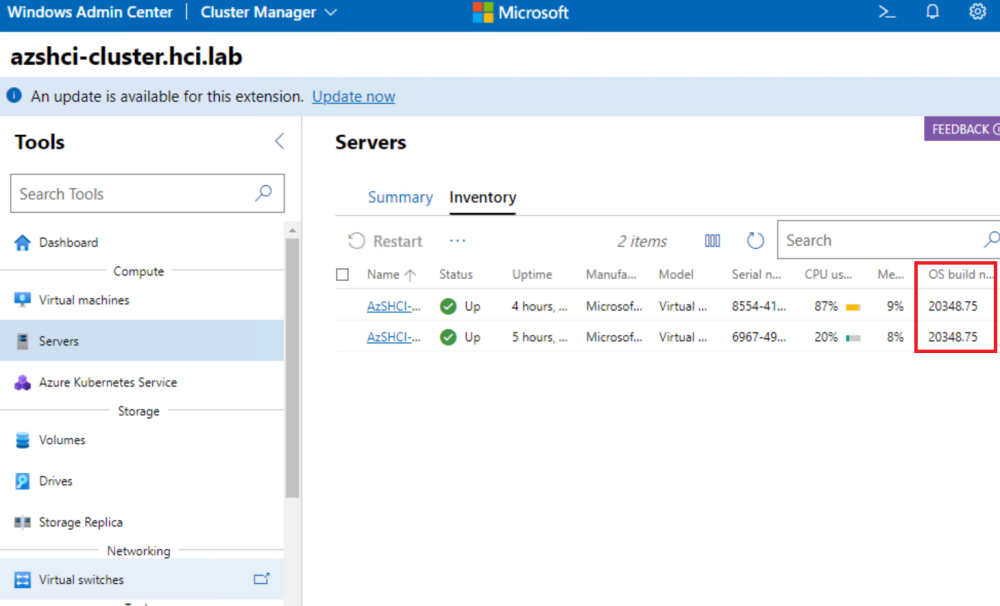 Windows Admin Center | Cluster Manager
Microsoft
azshci-cluster.hci.lab
An update is available for this extension. Update now
Tools
Search Tools
Dashboard
Compute
Virtual machines
Servers
Azure Kubernetes Service
Storage
Volumes
Drives
Storage Replica
Networking
Virtual switches
FEEDBACK
Servers
Summary Inventory
Restart ... 2 items Search
Name Status Uptime Manufa... Model Serial n... CPU us... Me... OS build n...
AzSHCI-... Up 4 hours, ... Microsof... Virtual ... 8554-41... 87% 9% 20348.75
AzSHCI-... Up 5 hours, ... Microsof... Virtual ... 6967-49... 20% 8% 20348.75